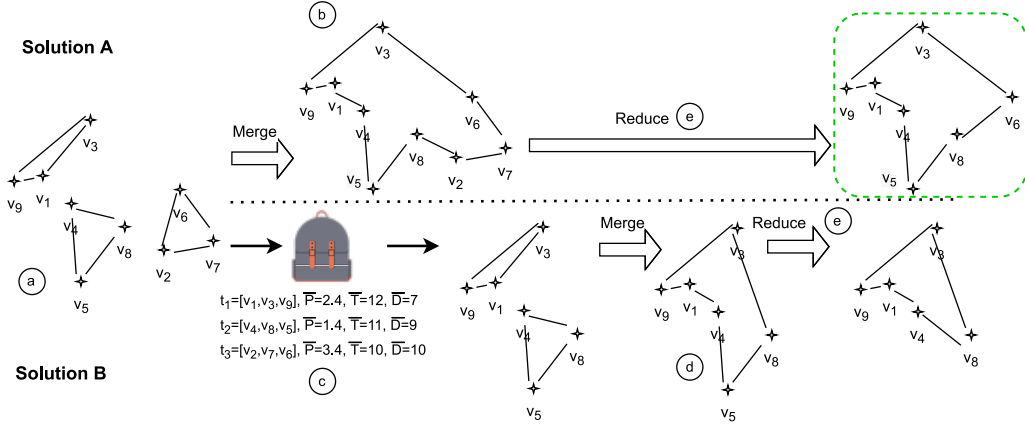 Solution A
b
v3
v9
v1
v4
v6
v5
v8
v2
v7
Merge
Reduce e
v3
v9
v1
v4
v6
v8
v5
v3
v9
v1
v4
v8
v5
v6
v2
v7
a
t1=[v1,v3,v9], P=2.4, T=12, D=7
t2=[v4,v8,v5], P=1.4, T=11, D=9
t3=[v2,v7,v6], P=3.4, T=10, D=10
c
Solution B
v3
v9
v1
v4
v8
v5
Merge
v3
v9
v1
v4
v8
v5
d
Reduce
e
v3
v9
v1
v4
v8